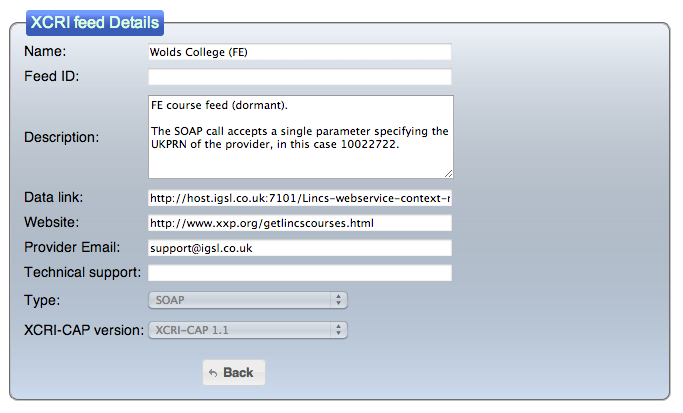 XCRI feed Details
Name: Wolds College (FE)
Feed ID:
Description: FE course feed (dormant).
The SOAP call accepts a single parameter specifying the
UKPRN of the provider, in this case 10022722.
Data link: http://host.igsl.co.uk:7101/Lincs-webservice-context-r
Website: http://www.xxp.org/getlincscourses.html
Provider Email: support@igsl.co.uk
Technical support:
Type: SOAP
XCRI-CAP version: XCRI-CAP 1.1
Back